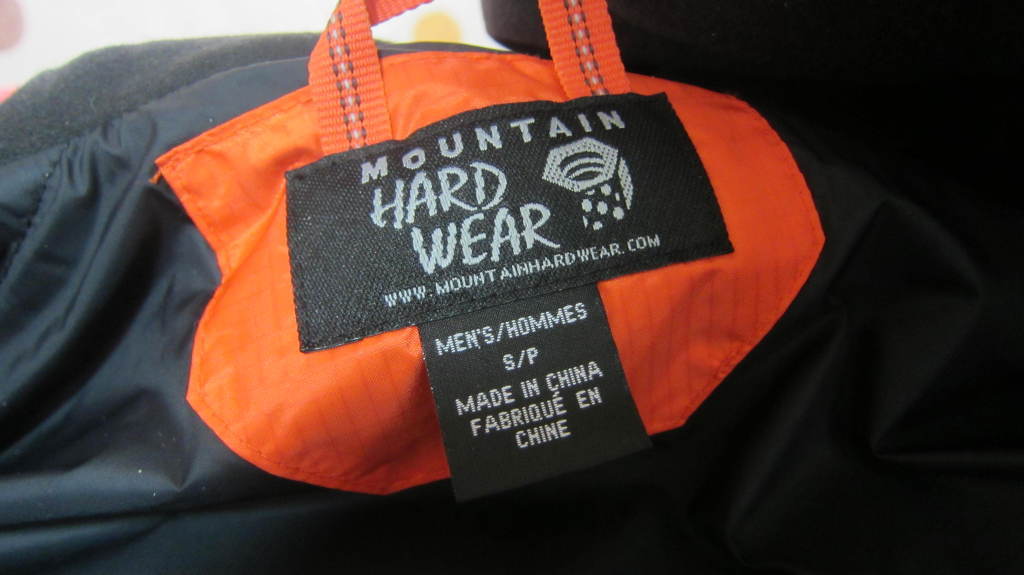 MOUNTAIN
HARD
WEAR
WWW.MOUNTAINHARDWEAR.COM
MEN'S/HOMMES
S/P
MADE IN CHINA
FABRIQUÉ EN
CHINE